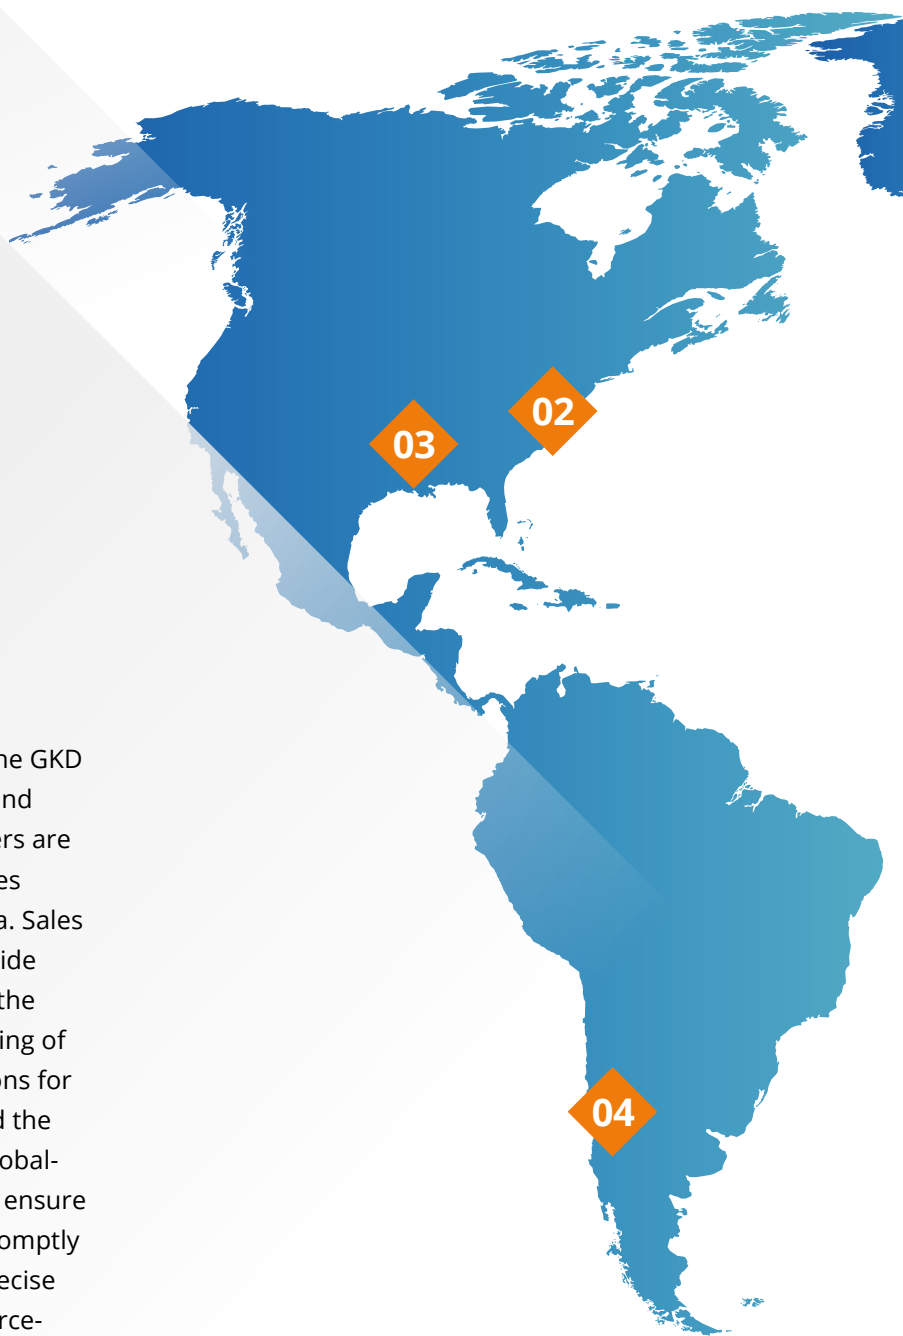 02
03
ne GKD
nd
ers are
es
a. Sales
ide
the
ing of
ons for
d the
obal-
ensure
omptly
ecise
rce-
04